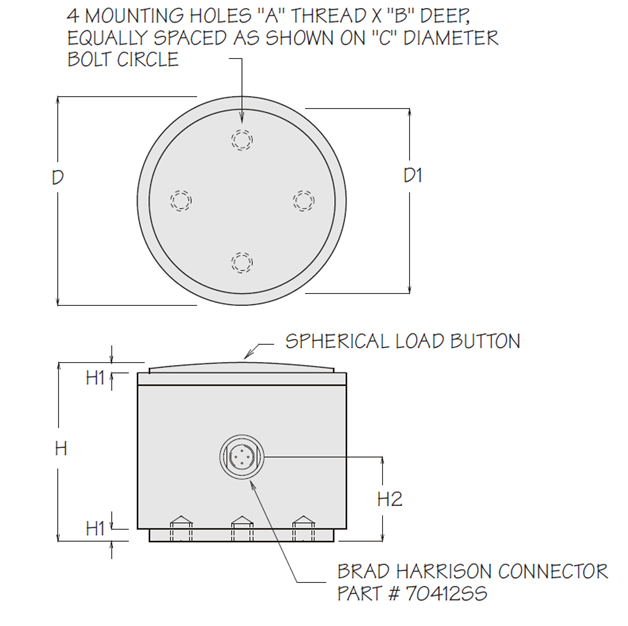 4 MOUNTING HOLES "A" THREAD X "B" DEEP,
EQUALLY SPACED AS SHOWN ON "C" DIAMETER
BOLT CIRCLE
D
D1
SPHERICAL LOAD BUTTON
H1
H
H2
H1
BRAD HARRISON CONNECTOR
PART # 70412SS